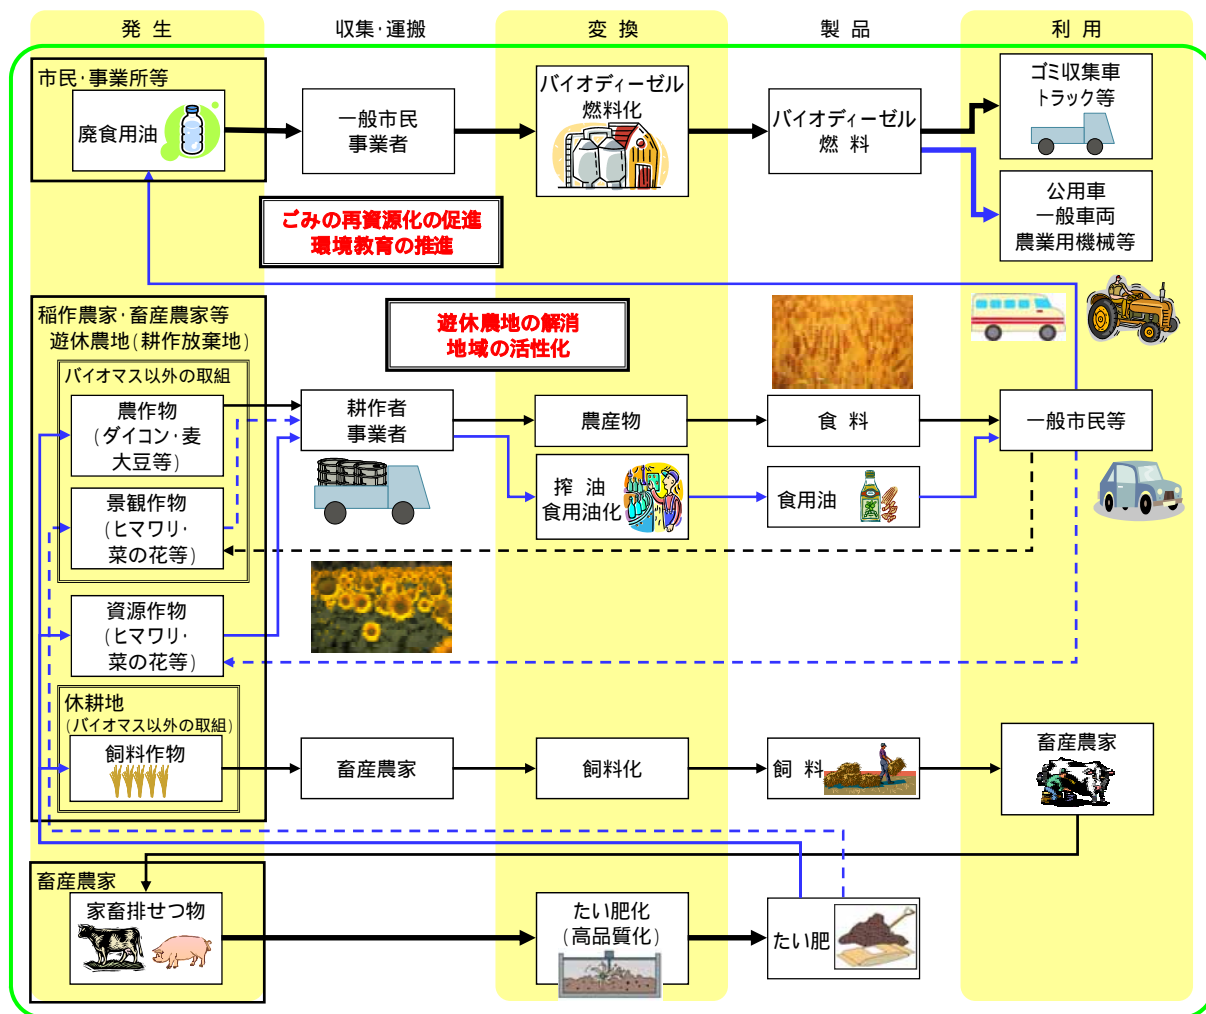 発 生
収集･運搬
変 換
製 品
利 用
市民･事業所等
廃食用油
一般市民
事業者
バイオディーゼル
燃料化
バイオディーゼル
燃 料
ゴミ収集車
トラック等
公用車
一般車両
農業用機械等
ごみの再資源化の促進
環境教育の推進
遊休農地の解消
地域の活性化
稲作農家･畜産農家等
遊休農地(耕作放棄地)
バイオマス以外の取組
農作物
(ダイコン･麦
大豆等)
景観作物
(ヒマワリ･
菜の花等)
資源作物
(ヒマワリ･
菜の花等)
耕作者
事業者
農産物
食 料
一般市民等
搾 油
食用油化
食用油
休耕地
(バイオマス以外の取組)
飼料作物
畜産農家
飼料化
飼 料
畜産農家
畜産農家
家畜排せつ物
たい肥化
(高品質化)
たい肥